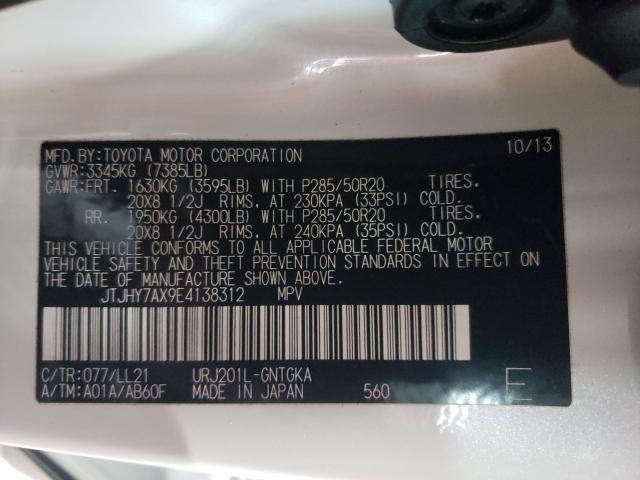 MFD.BY:TOYOTA MOTOR CORPORATION 10/13
GVWR:3345KG (7385LB)
GAWR:FRT. 1630KG (3595LB) WITH P285/50R20 TIRES.
20X8 1/2J RIMS. AT 230KPA (33PSI) COLD.
RR. 1950KG (4300LB) WITH P285/50R20 TIRES.
20X8 1/2J RIMS. AT 240KPA (35PSI) COLD.
THIS VEHICLE CONFORMS TO ALL APPLICABLE FEDERAL MOTOR
VEHICLE SAFETY AND THEFT PREVENTION STANDARDS IN EFFECT ON
THE DATE OF MANUFACTURE SHOWN ABOVE.
JTJHY7AX9E4138312 MPV
C/TR:077/LL21 URJ201L-GNTGKA
A/TM:A01A/AB60F MADE IN JAPAN 560 E